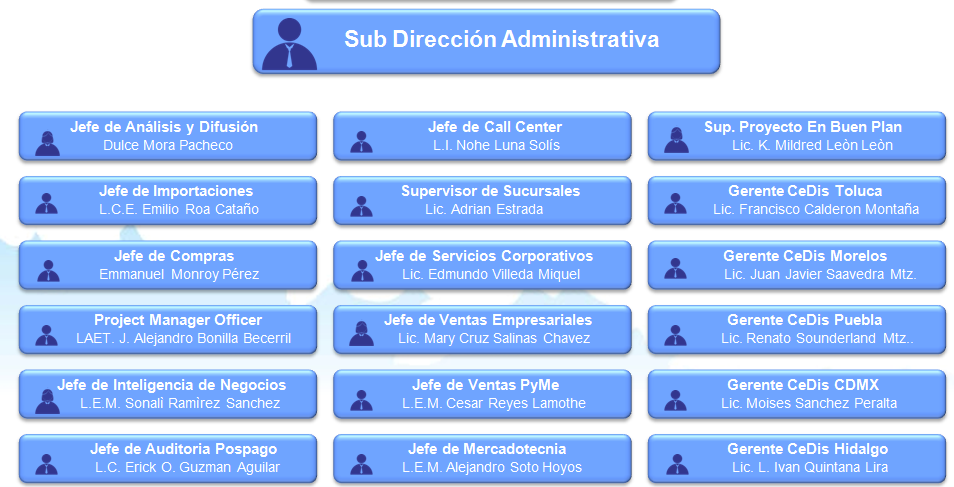 Sub Dirección Administrativa
Jefe de Análisis y Difusión
Dulce Mora Pacheco
Jefe de Call Center
L.I. Nohe Luna Solís
Sup. Proyecto En Buen Plan
Lic. K. Mildred Leòn Leòn
Jefe de Importaciones
L.C.E. Emilio Roa Cataño
Supervisor de Sucursales
Lic. Adrian Estrada
Gerente CeDis Toluca
Lic. Francisco Calderon Montaña
Jefe de Compras
Emmanuel Monroy Pérez
Jefe de Servicios Corporativos
Lic. Edmundo Villeda Miquel
Gerente CeDis Morelos
Lic. Juan Javier Saavedra Mtz.
Project Manager Officer
LAET. J. Alejandro Bonilla Becerril
Jefe de Ventas Empresariales
Lic. Mary Cruz Salinas Chavez
Gerente CeDis Puebla
Lic. Renato Sounderland Mtz..
Jefe de Inteligencia de Negocios
L.E.M. Sonali Ramirez Sanchez
Jefe de Ventas PyMe
L.E.M. Cesar Reyes Lamothe
Gerente CeDis CDMX
Lic. Moises Sanchez Peralta
Jefe de Auditoria Pospago
L.C. Erick O. Guzman Aguilar
Jefe de Mercadotecnia
L.E.M. Alejandro Soto Hoyos
Gerente CeDis Hidalgo
Lic. L. Ivan Quintana Lira